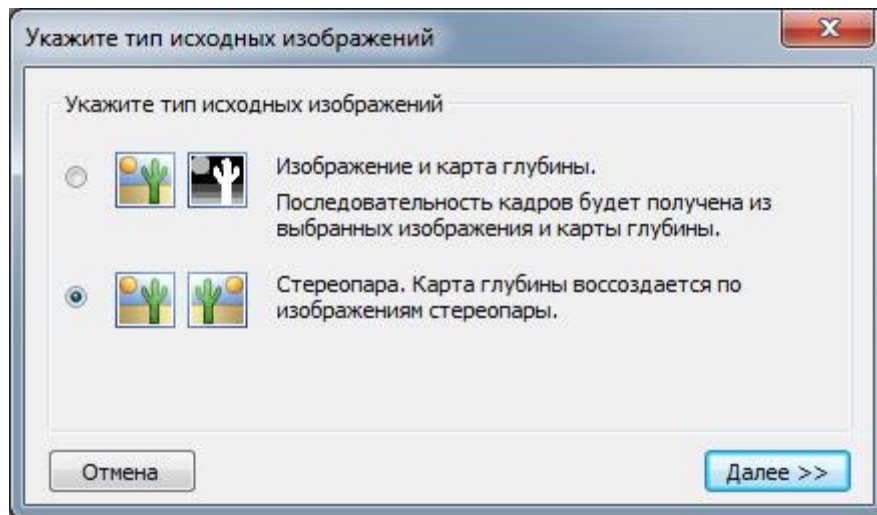 Укажите тип исходных изображений
Укажите тип исходных изображений
Изображение и карта глубины.
Последовательность кадров будет получена из
выбранных изображения и карты глубины.
Стереопара. Карта глубины воссоздается по
изображениям стереопары.
Отмена
Далее >>